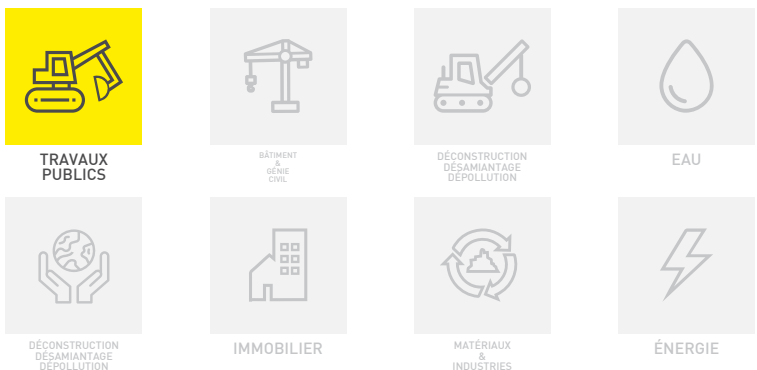 TRAVAUX
PUBLICS
BÂTIMENT
&
GÉNIE
CIVIL
DÉCONSTRUCTION
DÉSAMIANTAGE
DÉPOLLUTION
EAU
DÉCONSTRUCTION
DÉSAMIANTAGE
DÉPOLLUTION
IMMOBILIER
MATÉRIAUX
&
INDUSTRIES
ÉNERGIE